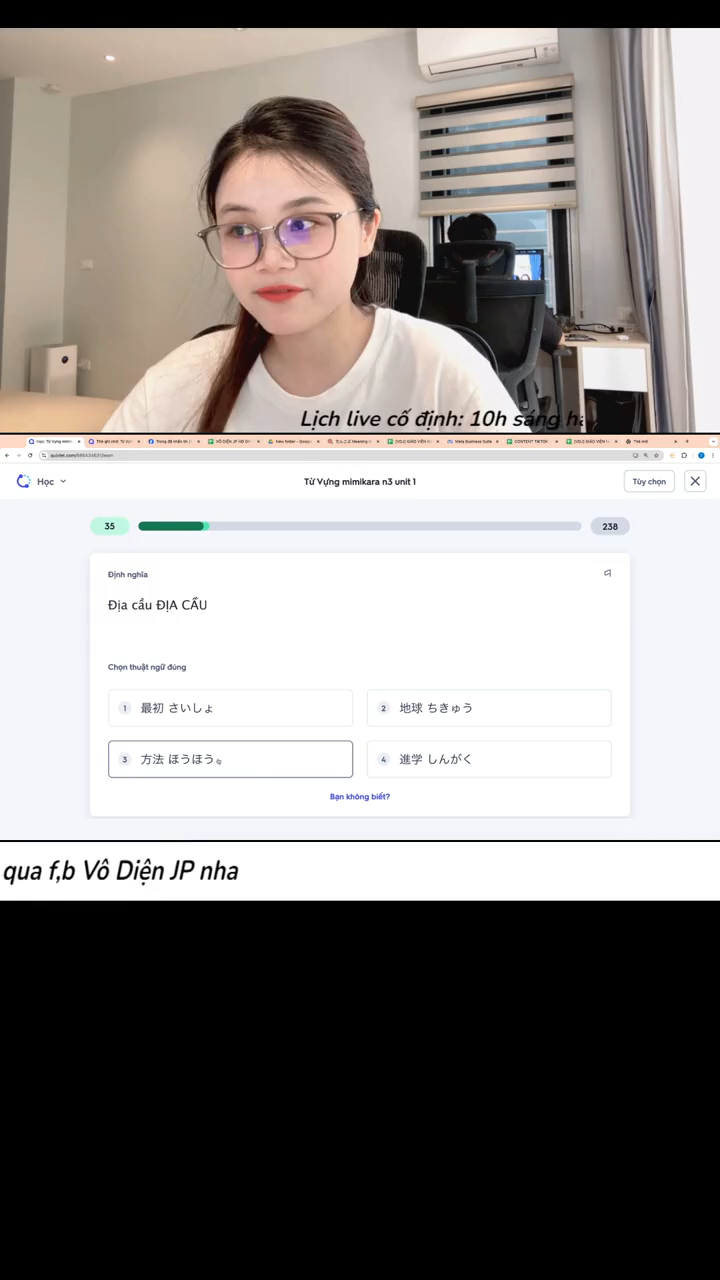 Lịch live cố định: 10h sáng hà
quizlet.com/
Học
Từ Vựng mimikara n3 unit 1
Tùy chọn
35
238
Định nghĩa
Địa cầu ĐỊA CẦU
Chọn thuật ngữ đúng
1 最初 さいしょ
2 地球 ちきゅう
3 方法 ほうほう
4 進学 しんがく
Bạn không biết?
qua f,b Vô Diện JP nha